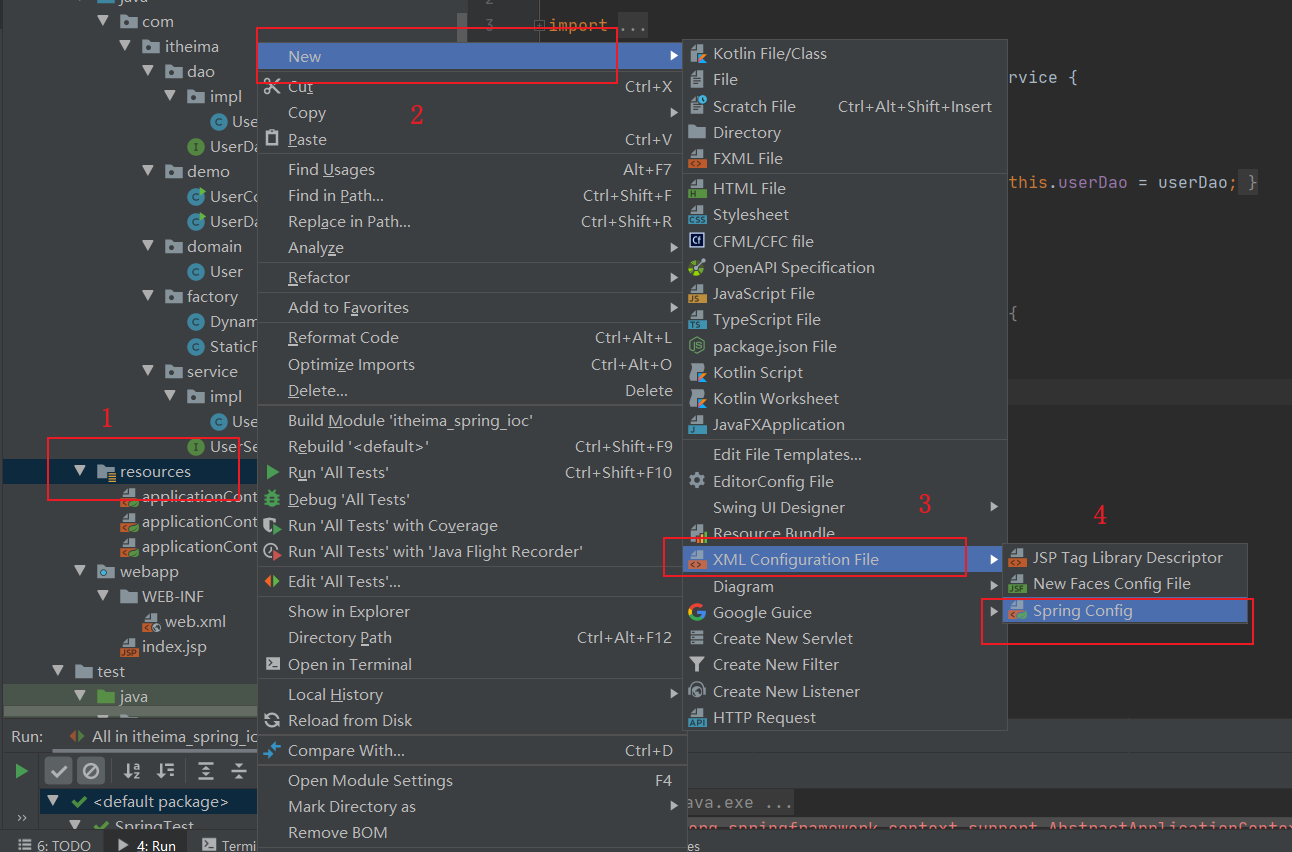 java
com
itheima
dao
impl
Use
UserDa
demo
UserCo
UserDa
domain
User
factory
Dynam
StaticF
service
impl
Use
UserSe
1
resources
applicationCont
applicationCont
applicationCont
webapp
WEB-INF
web.xml
index.jsp
test
java
2
3
import ...
rvice {
this.userDao = userDao; }
{
New
Cut Ctrl+X
2
Copy
Paste Ctrl+V
Find Usages Alt+F7
Find in Path... Ctrl+Shift+F
Replace in Path... Ctrl+Shift+R
Analyze
Refactor
Add to Favorites
Reformat Code Ctrl+Alt+L
Optimize Imports Ctrl+Alt+O
Delete... Delete
Build Module 'itheima_spring_ioc'
Rebuild '<default>' Ctrl+Shift+F9
Run 'All Tests' Ctrl+Shift+F10
Debug 'All Tests'
Run 'All Tests' with Coverage
Run 'All Tests' with 'Java Flight Recorder'
Edit 'All Tests'...
Show in Explorer
Directory Path Ctrl+Alt+F12
Open in Terminal
Local History
Reload from Disk
Compare With... Ctrl+D
Open Module Settings F4
Mark Directory as
Remove BOM
Kotlin File/Class
File
Scratch File Ctrl+Alt+Shift+Insert
Directory
FXML File
HTML File
Stylesheet
CFML/CFC file
OpenAPI Specification
JavaScript File
TypeScript File
package.json File
Kotlin Script
Kotlin Worksheet
JavaFXApplication
Edit File Templates...
EditorConfig File
Swing UI Designer
3
Resource Bundle
XML Configuration File
Diagram
Google Guice
Create New Servlet
Create New Filter
Create New Listener
HTTP Request
4
JSP Tag Library Descriptor
New Faces Config File
Spring Config
Run: All in itheima_spring_ioc
<default package>
SpringTest
ava.exe ...
org.springframework.context.support.AbstractApplicationConte
6: TODO 4: Run Termi es